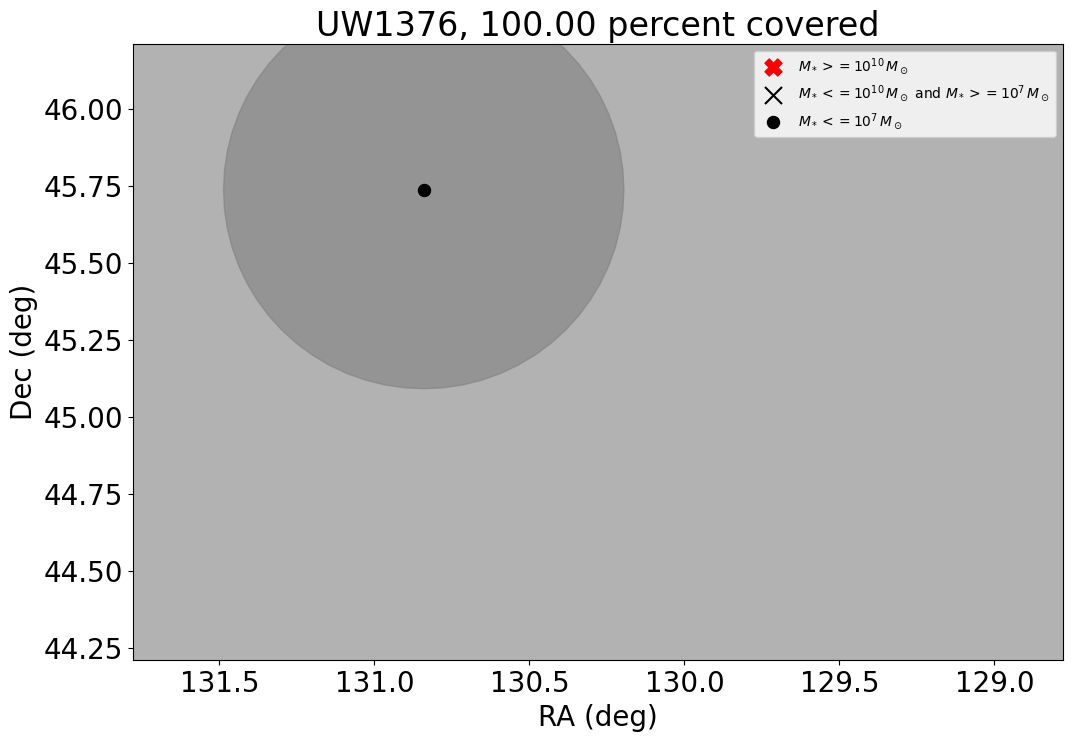 UW1376, 100.00 percent covered
M* >= 10^10 M⊙
M* <= 10^10 M⊙ and M* >= 10^7 M⊙
M* <= 10^7 M⊙
46.00
45.75
45.50
45.25
45.00
44.75
44.50
44.25
Dec (deg)
131.5 131.0 130.5 130.0 129.5 129.0
RA (deg)